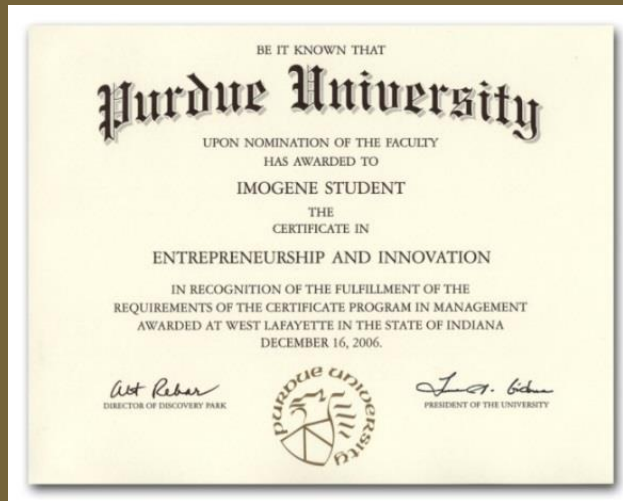 BE IT KNOWN THAT
Purdue University
UPON NOMINATION OF THE FACULTY
HAS AWARDED TO
IMOGENE STUDENT
THE
CERTIFICATE IN
ENTREPRENEURSHIP AND INNOVATION
IN RECOGNITION OF THE FULFILLMENT OF THE
REQUIREMENTS OF THE CERTIFICATE PROGRAM IN MANAGEMENT
AWARDED AT WEST LAFAYETTE IN THE STATE OF INDIANA
DECEMBER 16, 2006.
DIRECTOR OF DISCOVERY PARK
PURDUE UNIVERSITY
PRESIDENT OF THE UNIVERSITY